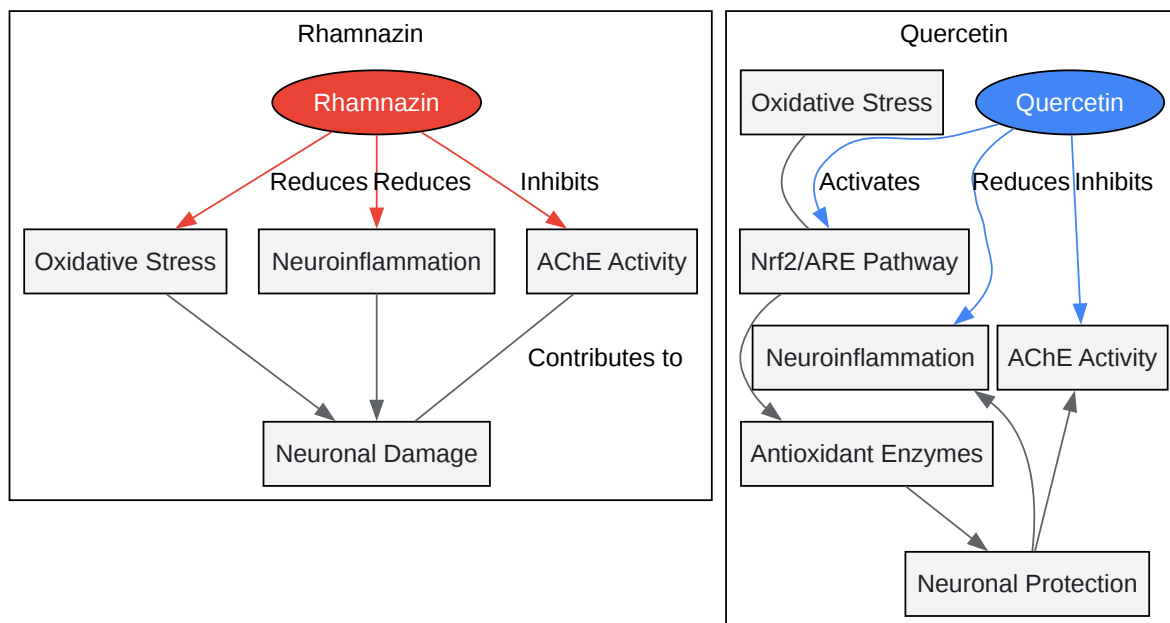 Rhamnazin
Rhamnazin
Reduces
Reduces
Inhibits
Oxidative Stress
Neuroinflammation
AChE Activity
Contributes to
Neuronal Damage
Quercetin
Oxidative Stress
Quercetin
Activates
Reduces
Inhibits
Nrf2/ARE Pathway
Neuroinflammation
AChE Activity
Antioxidant Enzymes
Neuronal Protection